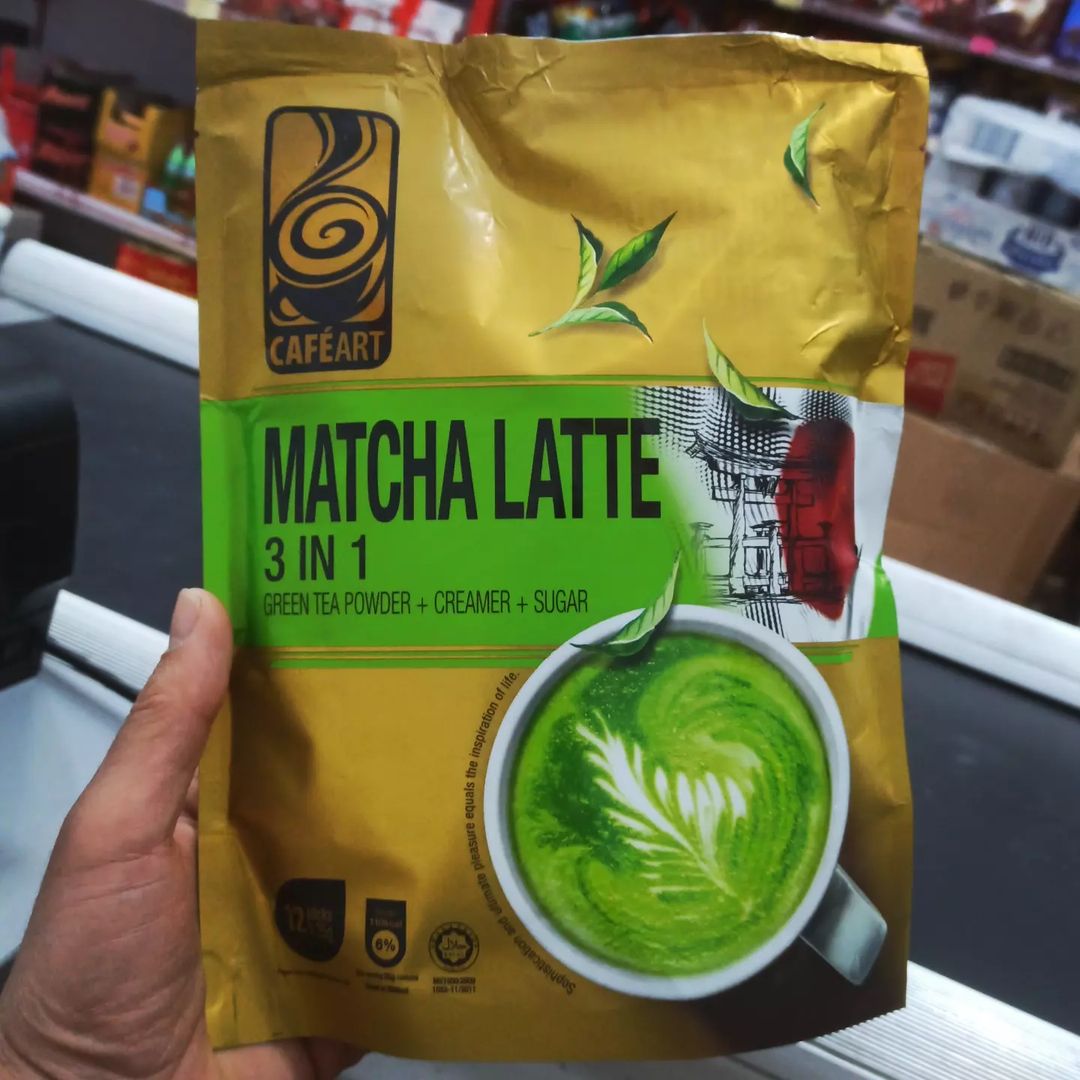 CAFÉART
MATCHA LATTE
3 IN 1
GREEN TEA POWDER + CREAMER + SUGAR
Sophistication and ultimate pleasure equals the inspiration of life.
12
6%